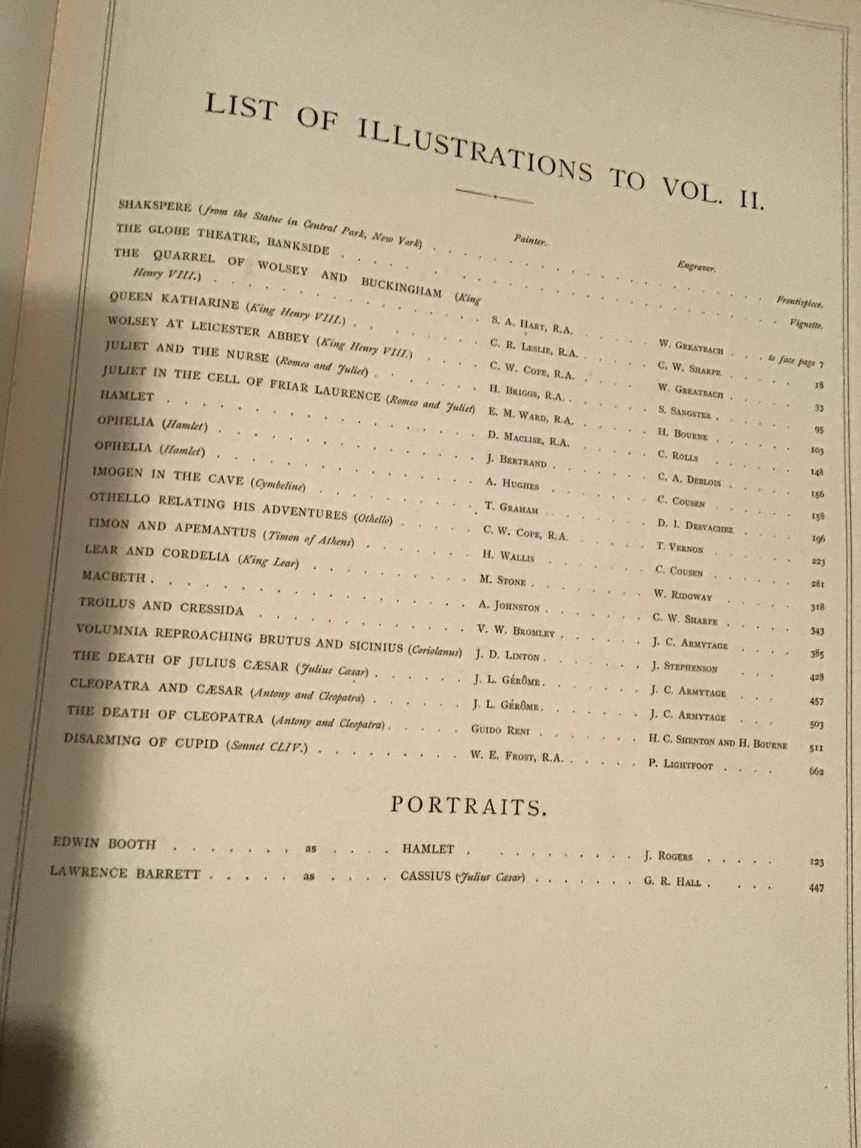 LIST OF ILLUSTRATIONS TO VOL. II.
Painter. Engraver.
SHAKSPERE (from the Statue in Central Park, New York) . . . Frontispiece.
THE GLOBE THEATRE, BANKSIDE . . . Vignette.
THE QUARREL OF WOLSEY AND BUCKINGHAM (King
Henry VIII.) . . . S. A. HART, R.A. . . . W. GREATBACH . . . to face page 7
QUEEN KATHARINE (King Henry VIII.) . . . C. R. LESLIE, R.A. . . . C. W. SHARPE . . . 18
WOLSEY AT LEICESTER ABBEY (King Henry VIII.) . . . C. W. COPE, R.A. . . . W. GREATBACH . . . 33
JULIET AND THE NURSE (Romeo and Juliet) . . . H. BRIGGS, R.A. . . . S. SANGSTER . . . 95
JULIET IN THE CELL OF FRIAR LAURENCE (Romeo and Juliet) E. M. WARD, R.A. . . . H. BOURNE . . . 103
HAMLET . . . D. MACLISE, R.A. . . . C. ROLLS . . . 148
OPHELIA (Hamlet) . . . J. BERTRAND . . . C. A. DEBLOIS . . . 156
OPHELIA (Hamlet) . . . A. HUGHES . . . C. COUSEN . . . 158
IMOGEN IN THE CAVE (Cymbeline) . . . T. GRAHAM . . . D. I. DESVACHEZ . . . 196
OTHELLO RELATING HIS ADVENTURES (Othello) . . . C. W. COPE, R.A. . . . T. VERNON . . . 223
TIMON AND APEMANTUS (Timon of Athens) . . . H. WALLIS . . . C. COUSEN . . . 281
LEAR AND CORDELIA (King Lear) . . . M. STONE . . . W. RIDGWAY . . . 318
MACBETH . . . A. JOHNSTON . . . C. W. SHARPE . . . 343
TROILUS AND CRESSIDA . . . V. W. BROMLEY . . . J. C. ARMYTAGE . . . 385
VOLUMNIA REPROACHING BRUTUS AND SICINIUS (Coriolanus) J. D. LINTON . . . J. STEPHENSON . . . 428
THE DEATH OF JULIUS CÆSAR (Julius Cæsar) . . . J. L. GÉRÔME . . . J. C. ARMYTAGE . . . 457
CLEOPATRA AND CÆSAR (Antony and Cleopatra) . . . J. L. GÉRÔME . . . J. C. ARMYTAGE . . . 503
THE DEATH OF CLEOPATRA (Antony and Cleopatra) . . . GUIDO RENI . . . H. C. SHENTON AND H. BOURNE 511
DISARMING OF CUPID (Sonnet CLIV.) . . . W. E. FROST, R.A. . . . P. LIGHTFOOT . . . 662
PORTRAITS.
EDWIN BOOTH . . . as . . . HAMLET . . . J. ROGERS . . . 123
LAWRENCE BARRETT . . . as . . . CASSIUS (Julius Cæsar) . . . G. R. HALL . . . 447